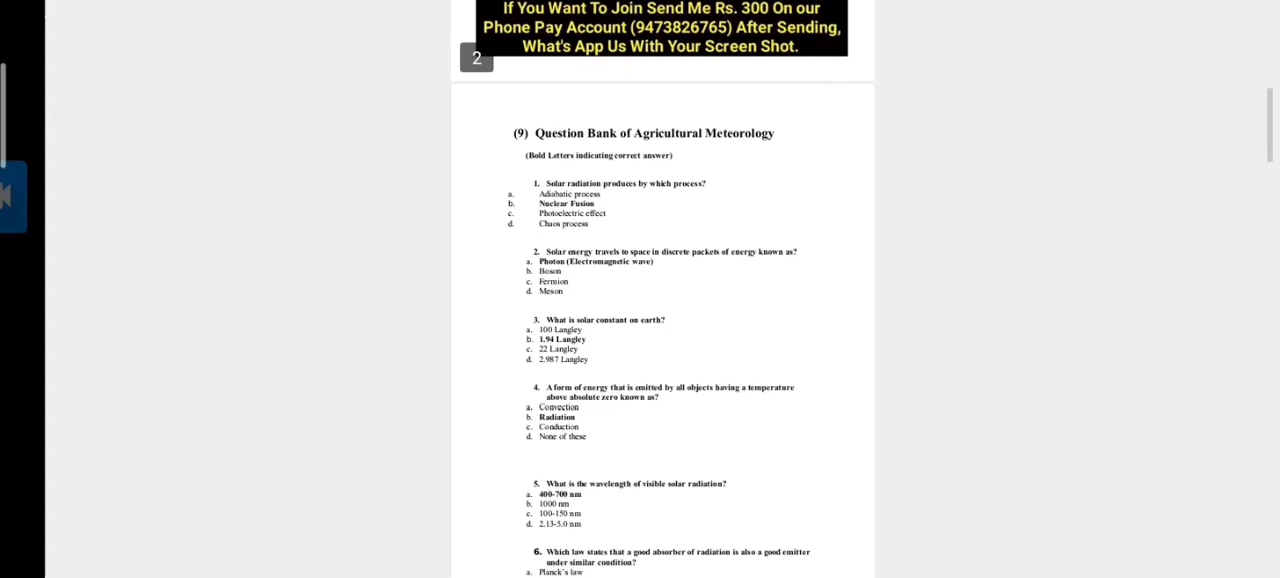 If You Want To Join Send Me Rs. 300 On our
Phone Pay Account (9473826765) After Sending,
What's App Us With Your Screen Shot.
2
(9) Question Bank of Agricultural Meteorology
(Bold Letters indicating correct answer)
1. Solar radiation produces by which process?
a. Adiabatic process
b. Nuclear Fusion
c. Photoelectric effect
d. Chaos process
2. Solar energy travels to space in discrete packets of energy known as?
a. Photon (Electromagnetic wave)
b. Boson
c. Fermion
d. Meson
3. What is solar constant on earth?
a. 100 Langley
b. 1.94 Langley
c. 22 Langley
d. 2.987 Langley
4. A form of energy that is emitted by all objects having a temperature
above absolute zero known as?
a. Convection
b. Radiation
c. Conduction
d. None of these
5. What is the wavelength of visible solar radiation?
a. 400-700 nm
b. 1000 nm
c. 100-150 nm
d. 2.13-5.0 nm
6. Which law states that a good absorber of radiation is also a good emitter
under similar condition?
a. Planck's law